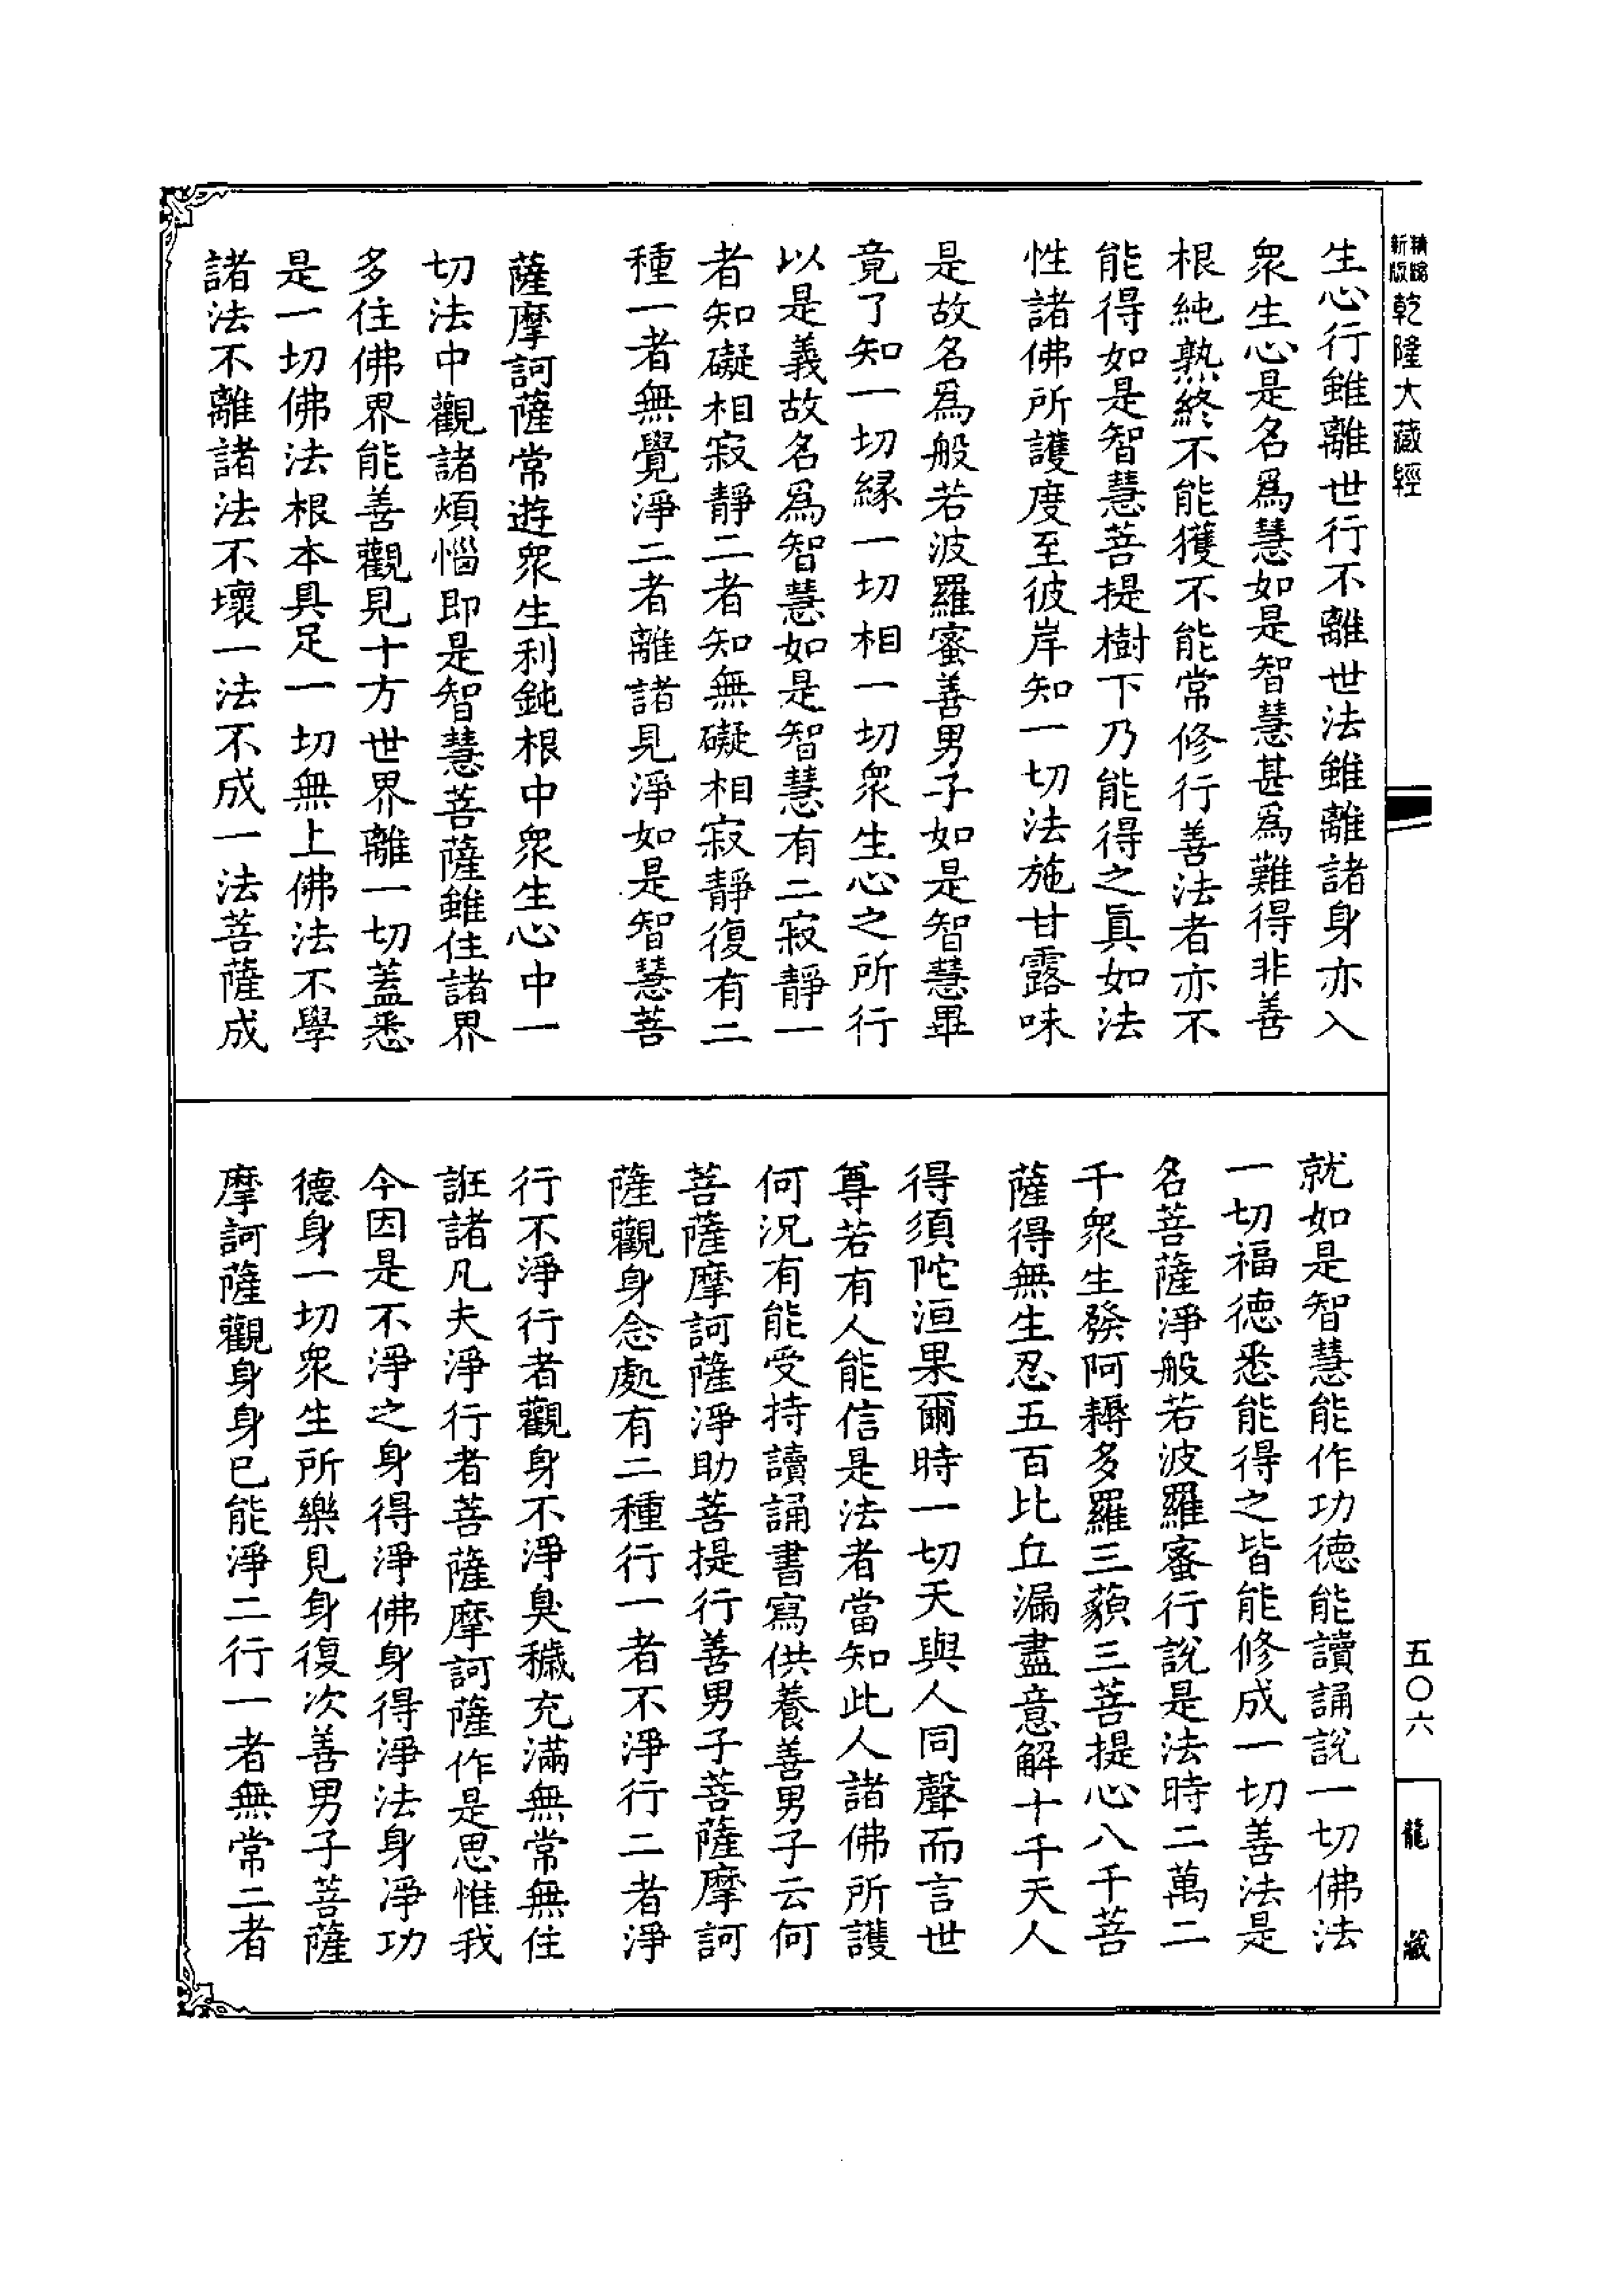 精編新版乾隆大藏經
生心行雖離世行不離世法雖離諸身亦入
衆生心是名爲慧如是智慧甚爲難得非善
根純熟終不能獲不能常修行善法者亦不
能得如是智慧菩提樹下乃能得之眞如法
性諸佛所護度至彼岸知一切法施甘露味
是故名爲般若波羅蜜善男子如是智慧畢
竟了知一切緣一切相一切衆生心之所行
以是義故名爲智慧如是智慧有二寂靜一
者知礙相寂靜二者知無礙相寂靜復有二
種一者無覺淨二者離諸見淨如是智慧菩
薩摩訶薩常遊衆生利鈍根中衆生心中一
切法中觀諸煩惱即是智慧菩薩雖住諸界
多住佛界能善觀見十方世界離一切蓋悉
是一切佛法根本具足一切無上佛法不學
諸法不離諸法不壞一法不成一法菩薩成
就如是智慧能作功德能讀誦說一切佛法
一切福德悉能得之皆能修成一切善法是
名菩薩淨般若波羅蜜行說是法時二萬二
千衆生發阿耨多羅三藐三菩提心八千菩
薩得無生忍五百比丘漏盡意解十千天人
得須陀洹果爾時一切天與人同聲而言世
尊若有人能信是法者當知此人諸佛所護
何況有能受持讀誦書寫供養善男子云何
菩薩摩訶薩淨助菩提行善男子菩薩摩訶
薩觀身念處有二種行一者不淨行二者淨
行不淨行者觀身不淨臭穢充滿無常無住
誑諸凡夫淨行者菩薩摩訶薩作是思惟我
今因是不淨之身得淨佛身得淨法身淨功
德身一切衆生所樂見身復次善男子菩薩
摩訶薩觀身身已能淨二行一者無常二者
五〇六
龍藏